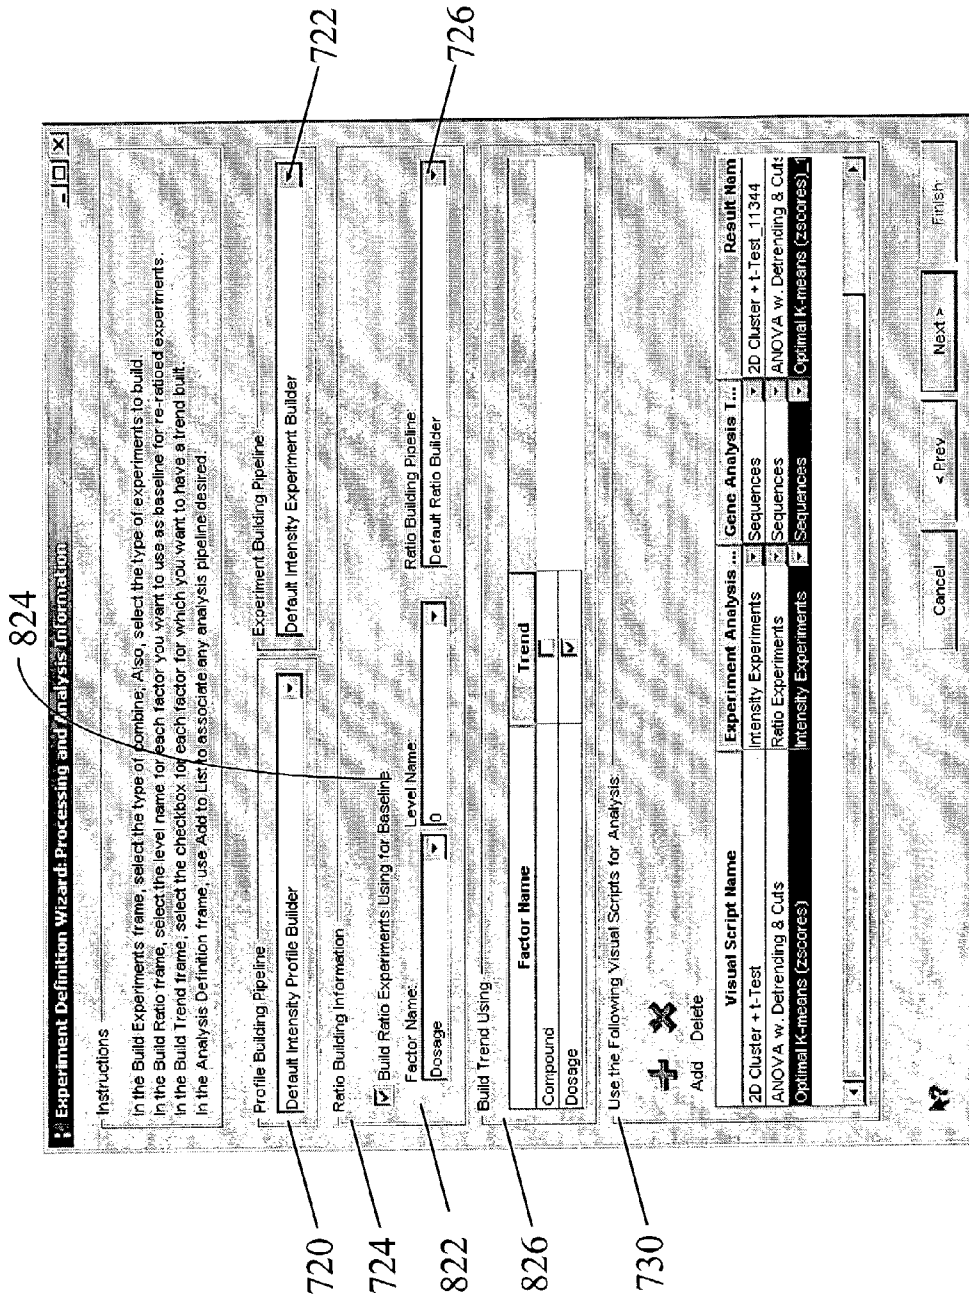 824
Experiment Definition Wizard: Processing and Analysis Information
Instructions
In the Build Experiments frame, select the type of combine; Also, select the type of experiments to build
In the Build Ratio frame, select the level name for each factor you want to use as baseline for re-ratioed experiments.
In the Build Trend frame, select the checkbox for each factor for which you want to have a trend built.
In the Analysis Definition frame, use Add to List to associate any analysis pipeline desired.
Profile Building Pipeline
Default Intensity Profile Builder
Experiment Building Pipeline
Default Intensity Experiment Builder
722
720
Ratio Building Information
724
Build Ratio Experiments Using for Baseline
Factor Name:
Level Name:
Ratio Building Pipeline:
Dosage
0
Default Ratio Builder
726
822
Build Trend Using
826
Factor Name
Trend
Compound
Dosage
Use the Following Visual Scripts for Analysis
730
Add
Delete
Visual Script Name
Experiment Analysis ...
Gene Analysis T...
Result Nam
2D Cluster + t-Test
Intensity Experiments
Sequences
2D Cluster + t-Test_11344
ANOVA w. Detrending & Cuts
Ratio Experiments
Sequences
ANOVA w. Detrending & Cuts
Optimal K-means (zscores)
Intensity Experiments
Sequences
Optimal K-means (zscores)_1
Cancel
< Prev
Next >
Finish